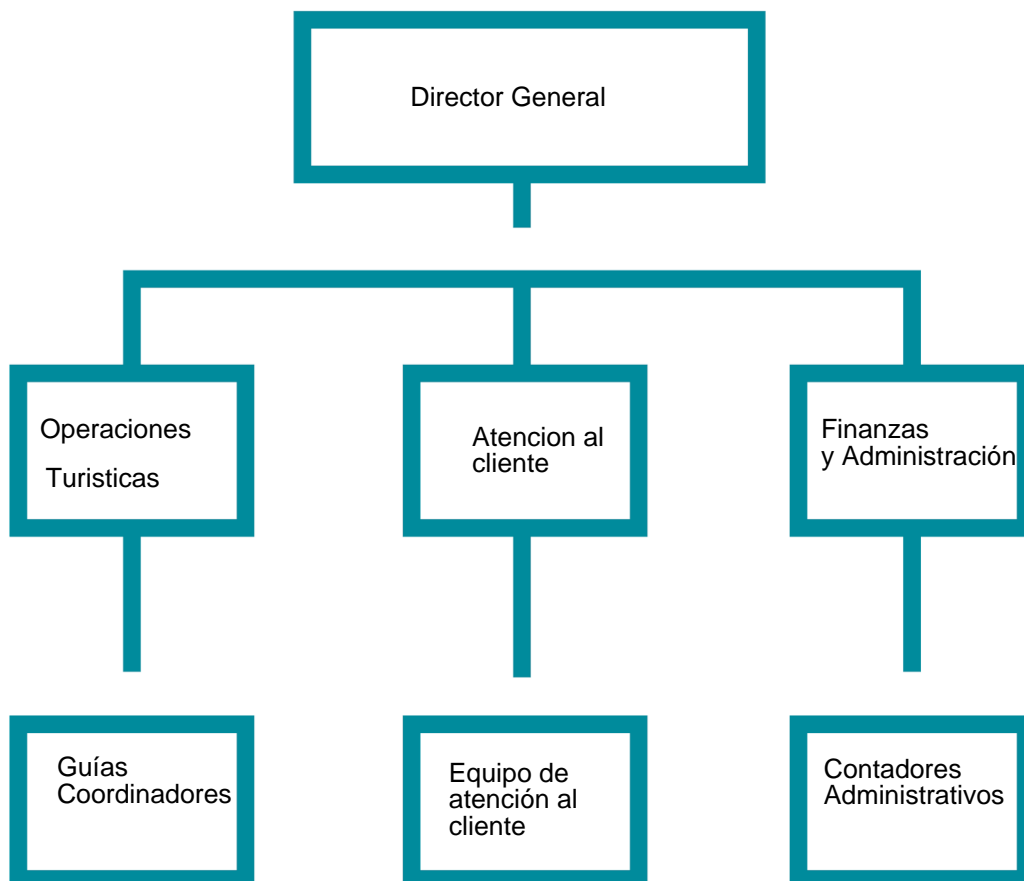 Director General
Operaciones
Turisticas
Atencion al
cliente
Finanzas
y Administración
Guías
Coordinadores
Equipo de
atención al
cliente
Contadores
Administrativos